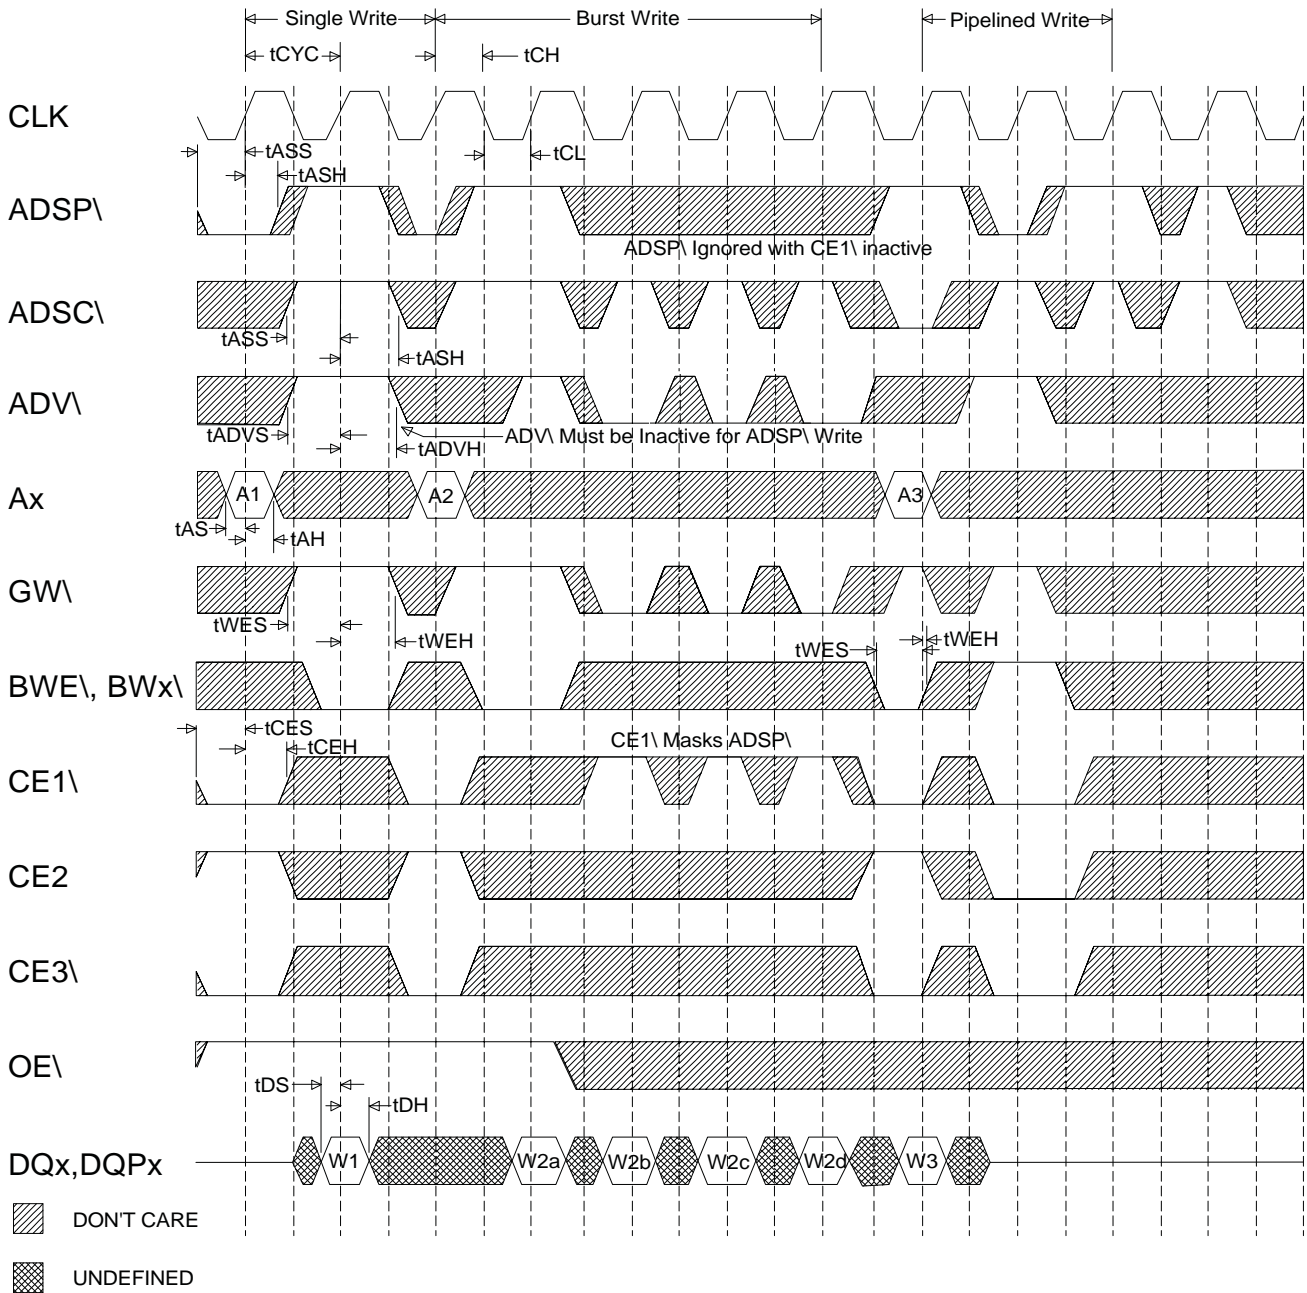 Single Write
Burst Write
Pipelined Write
tCYC
tCH
CLK
tASS
tCL
tASH
ADSP\
ADSP\ Ignored with CE1\ inactive
ADSC\
tASS
tASH
ADV\
tADVS
ADV\ Must be Inactive for ADSP\ Write
tADVH
Ax
A1
A2
A3
tAS
tAH
GW\
tWES
tWEH
tWES
tWEH
BWE\, BWx\
tCES
tCEH
CE1\ Masks ADSP\
CE1\
CE2
CE3\
OE\
tDS
tDH
DQx,DQPx
W1
W2a
W2b
W2c
W2d
W3
DON'T CARE
UNDEFINED